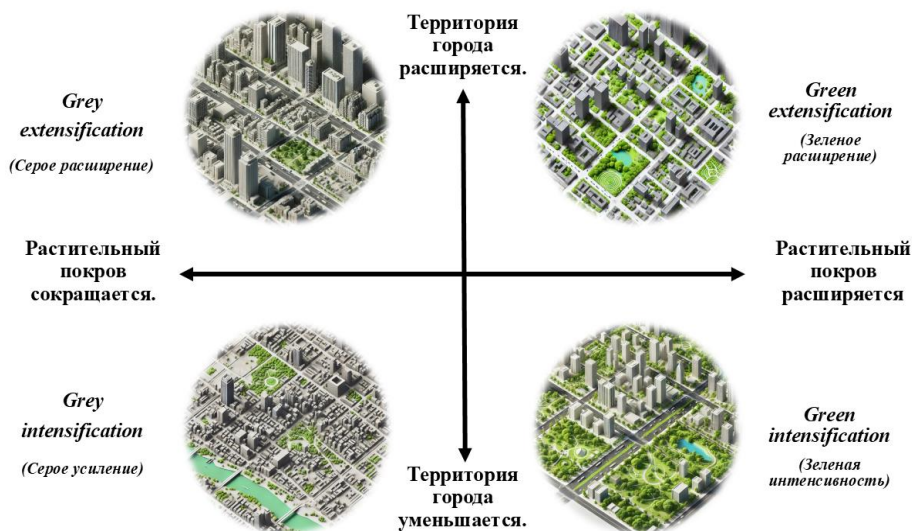 Территория
города
расширяется.
Grey
extensification
(Серое расширение)
Green
extensification
(Зеленое
расширение)
Растительный
покров
сокращается.
Растительный
покров
расширяется
Grey
intensification
(Серое усиление)
Green
intensification
(Зеленая
интенсивность)
Территория
города
уменьшается.